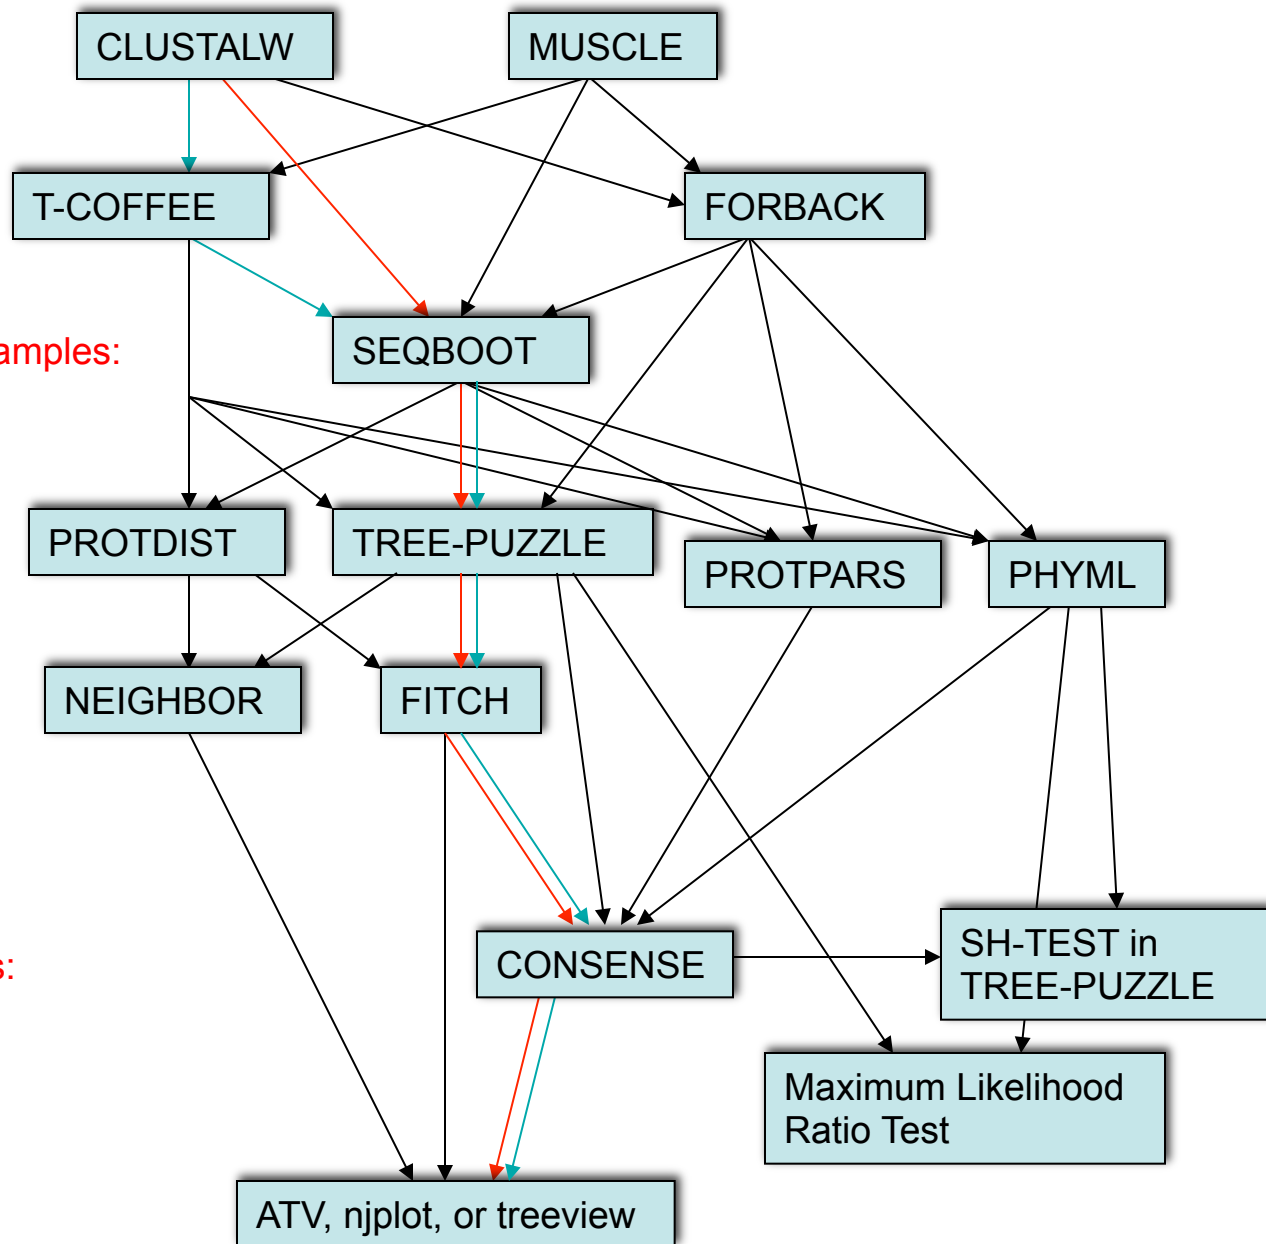 CLUSTALW
MUSCLE
T-COFFEE
FORBACK
SEQBOOT
amples:
PROTDIST
TREE-PUZZLE
PROTPARS
PHYML
NEIGHBOR
FITCH
CONSENSE
SH-TEST in
TREE-PUZZLE
s:
Maximum Likelihood
Ratio Test
ATV, njplot, or treeview